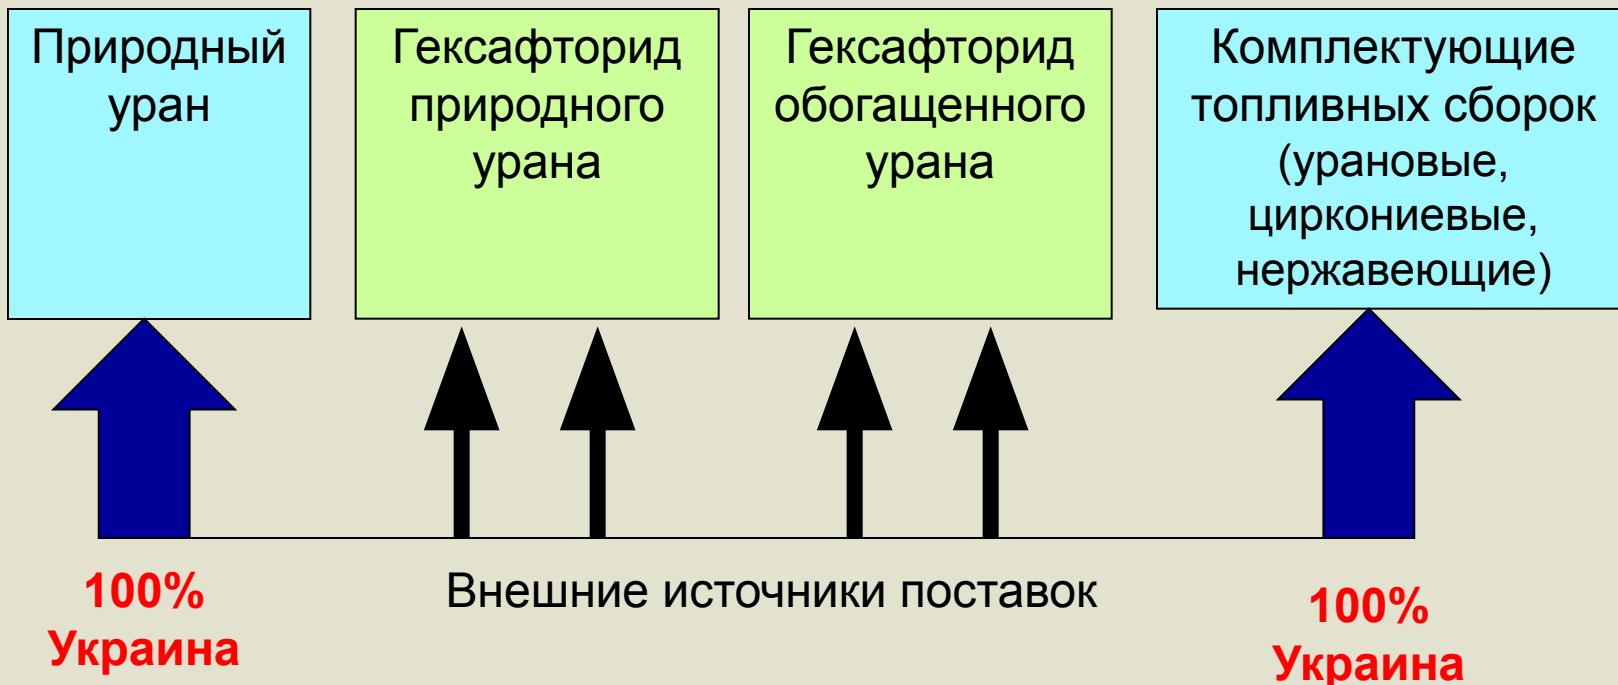 Природный
уран
Гексафторид
природного
урана
Гексафторид
обогащенного
урана
Комплектующие
топливных сборок
(урановые,
циркониевые,
нержавеющие)
100%
Украина
Внешние источники поставок
100%
Украина